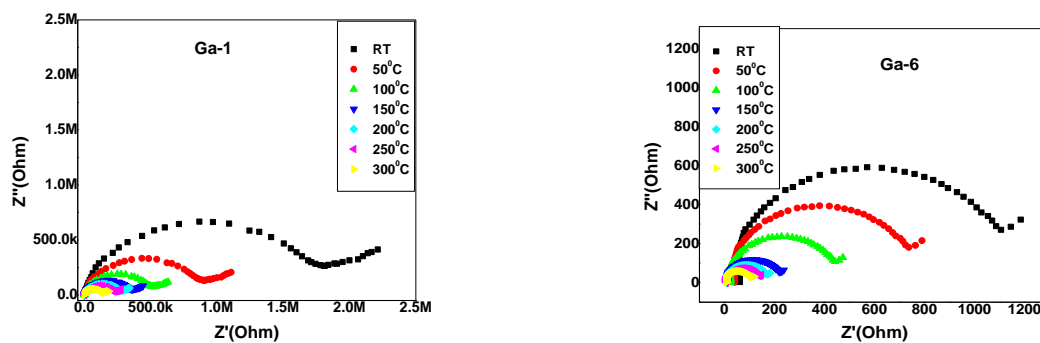 2.5M
2.0M
1.5M
1.0M
500.0k
0.0
Z''(Ohm)
Ga-1
RT
50⁰C
100⁰C
150⁰C
200⁰C
250⁰C
300⁰C
0.0 500.0k 1.0M 1.5M 2.0M 2.5M
Z'(Ohm)
1200
1000
800
600
400
200
0
Z''(Ohm)
RT
50⁰C
100⁰C
150⁰C
200⁰C
250⁰C
300⁰C
Ga-6
0 200 400 600 800 1000 1200
Z'(Ohm)